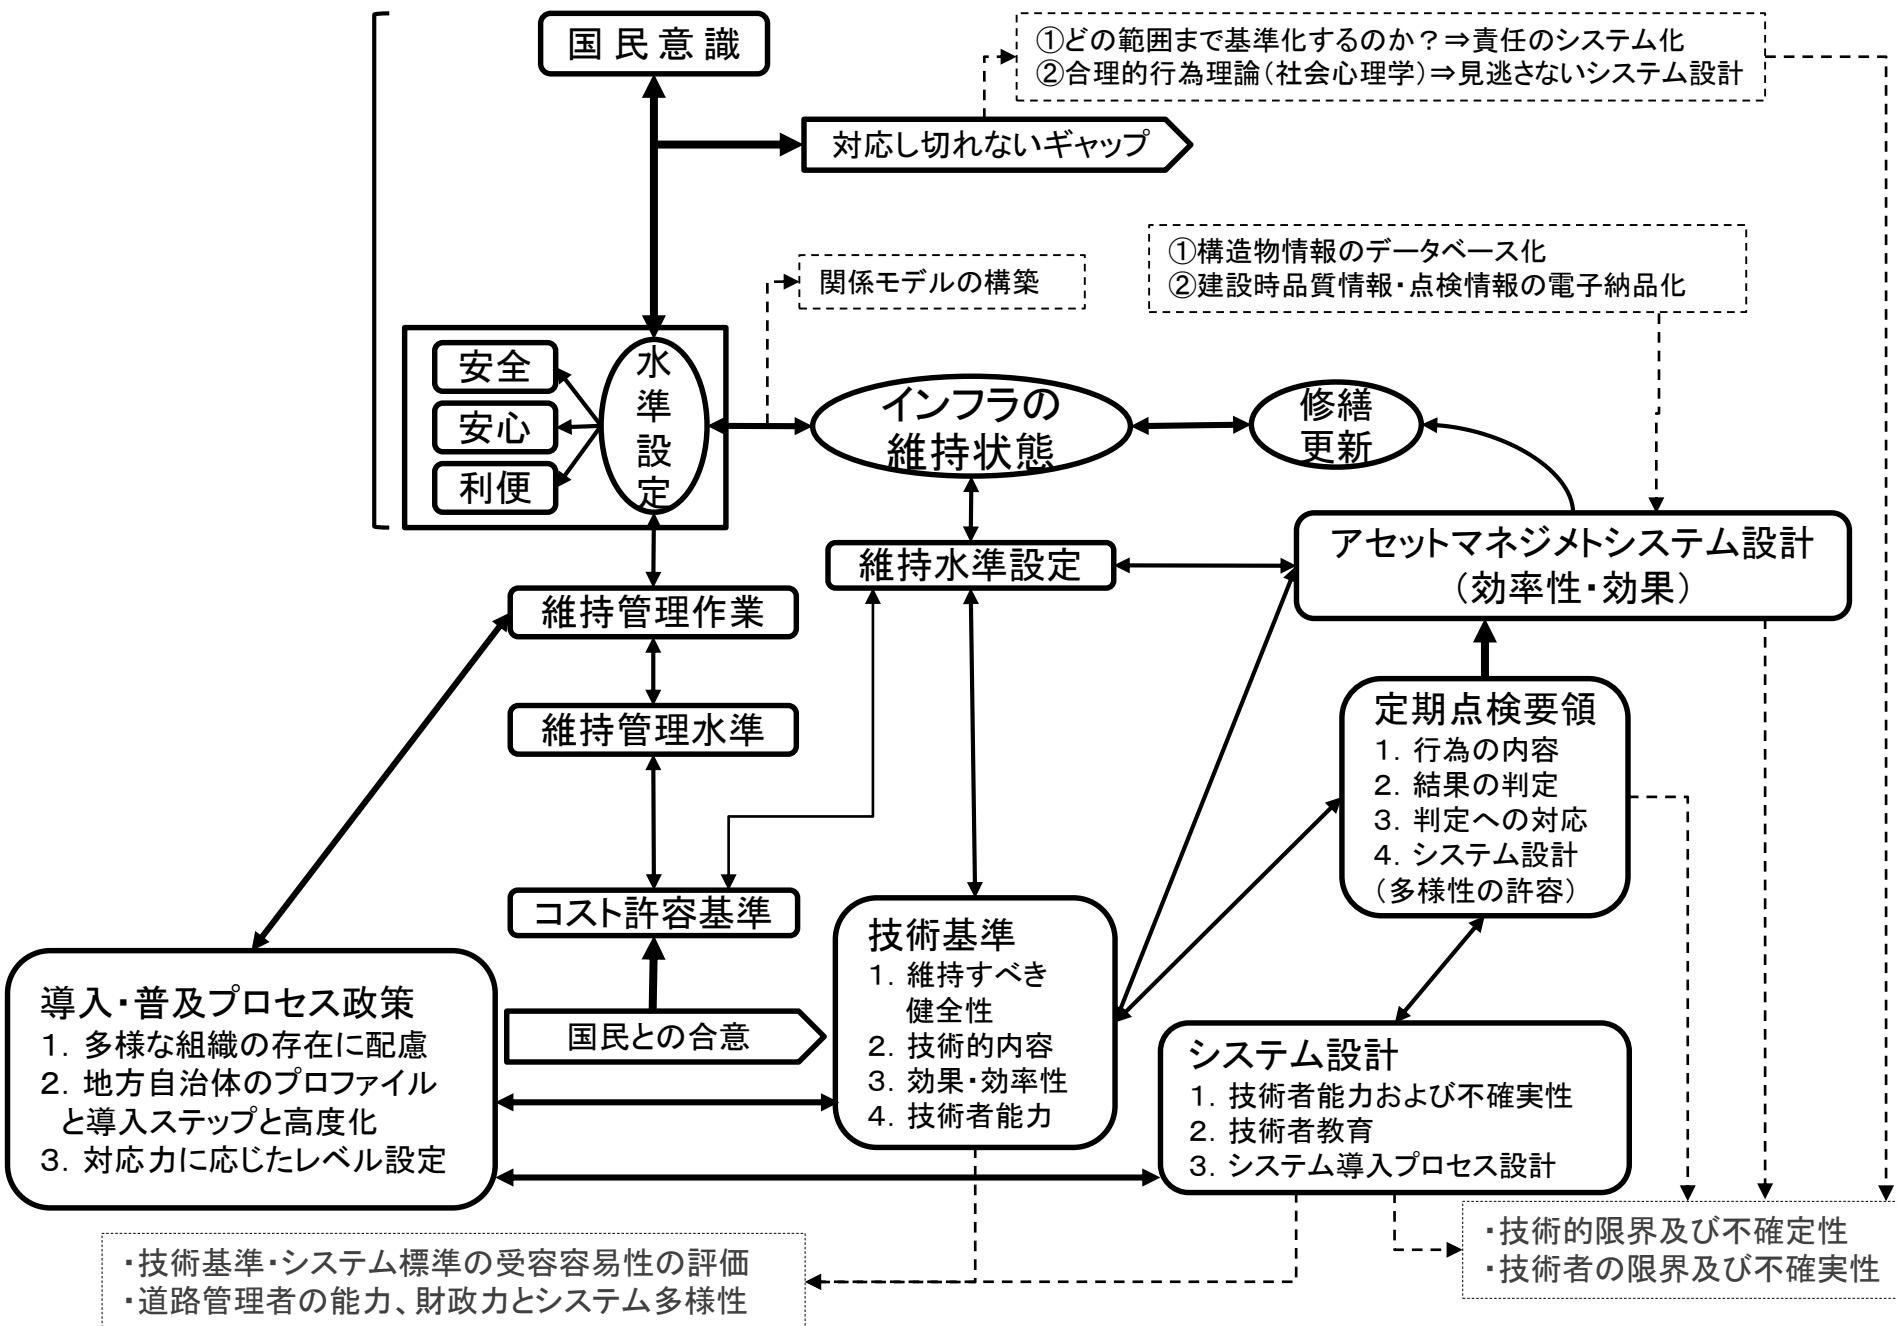 国民意識
①どの範囲まで基準化するのか？⇒責任のシステム化
②合理的行為理論（社会心理学）⇒見逃さないシステム設計
対応し切れないギャップ
①構造物情報のデータベース化
②建設時品質情報・点検情報の電子納品化
関係モデルの構築
安全
安心
利便
水
準
設
定
インフラの
維持状態
修繕
更新
維持水準設定
アセットマネジメトシステム設計
（効率性・効果）
維持管理作業
維持管理水準
コスト許容基準
国民との合意
定期点検要領
１．行為の内容
２．結果の判定
３．判定への対応
４．システム設計
（多様性の許容）
技術基準
１．維持すべき
健全性
２．技術的内容
３．効果・効率性
４．技術者能力
導入・普及プロセス政策
１．多様な組織の存在に配慮
２．地方自治体のプロファイル
と導入ステップと高度化
３．対応力に応じたレベル設定
システム設計
１．技術者能力および不確実性
２．技術者教育
３．システム導入プロセス設計
・技術的限界及び不確定性
・技術者の限界及び不確実性
・技術基準・システム標準の受容容易性の評価
・道路管理者の能力、財政力とシステム多様性